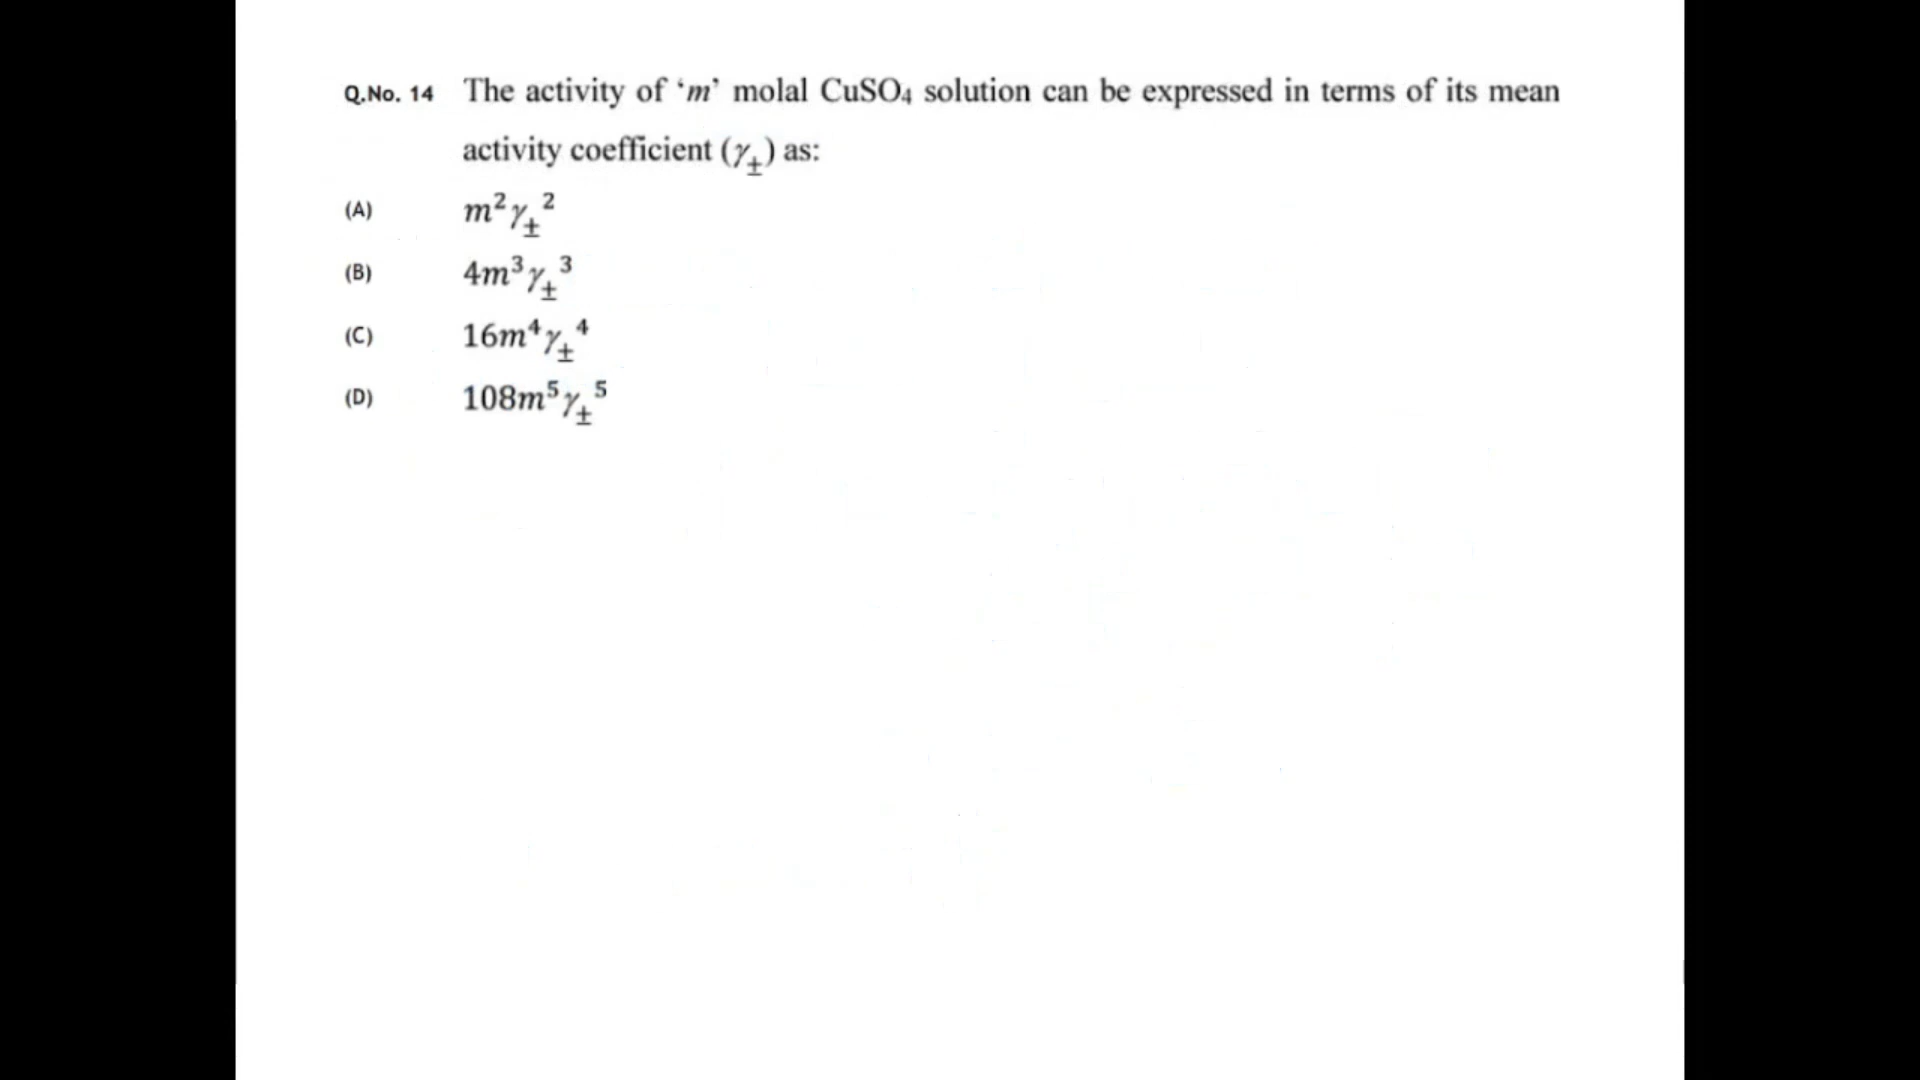 Q.No. 14 The activity of ‘m’ molal CuSO₄ solution can be expressed in terms of its mean
activity coefficient (γ±) as:
(A) m²γ±²
(B) 4m³γ±³
(C) 16m⁴γ±⁴
(D) 108m⁵γ±⁵